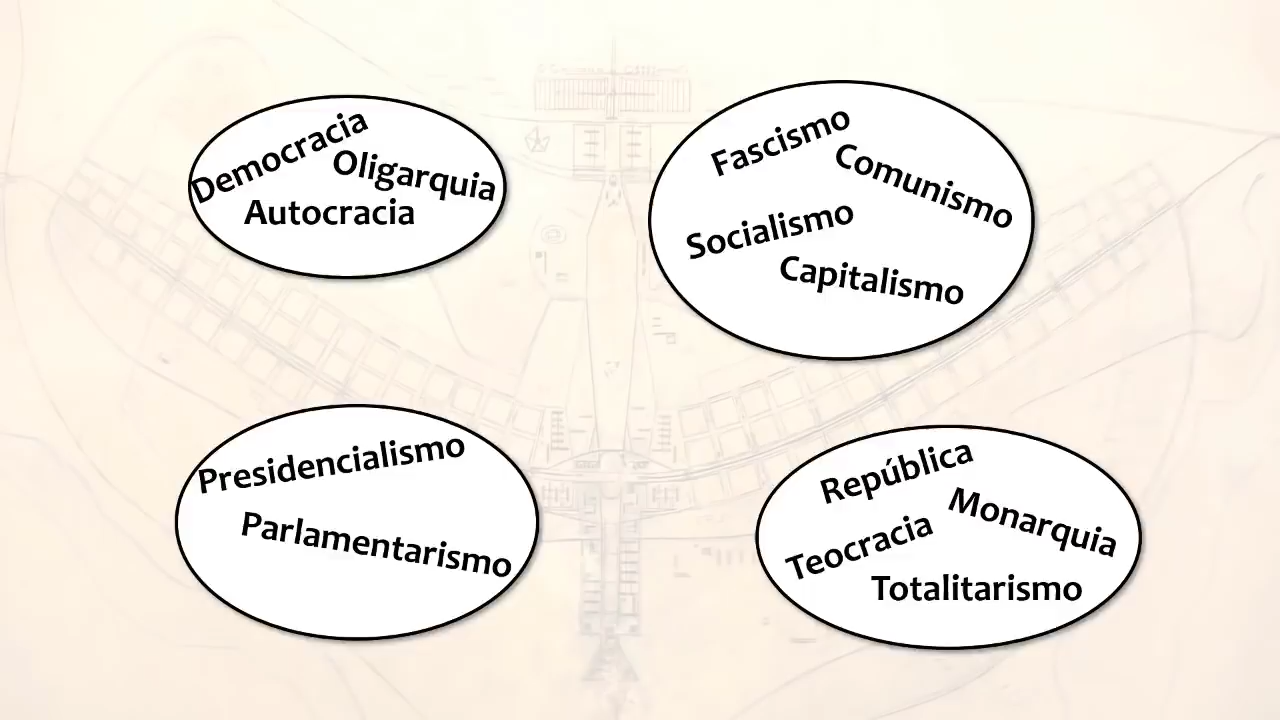 Democracia
Oligarquia
Autocracia
Fascismo
Comunismo
Socialismo
Capitalismo
Presidencialismo
Parlamentarismo
República
Monarquia
Teocracia
Totalitarismo